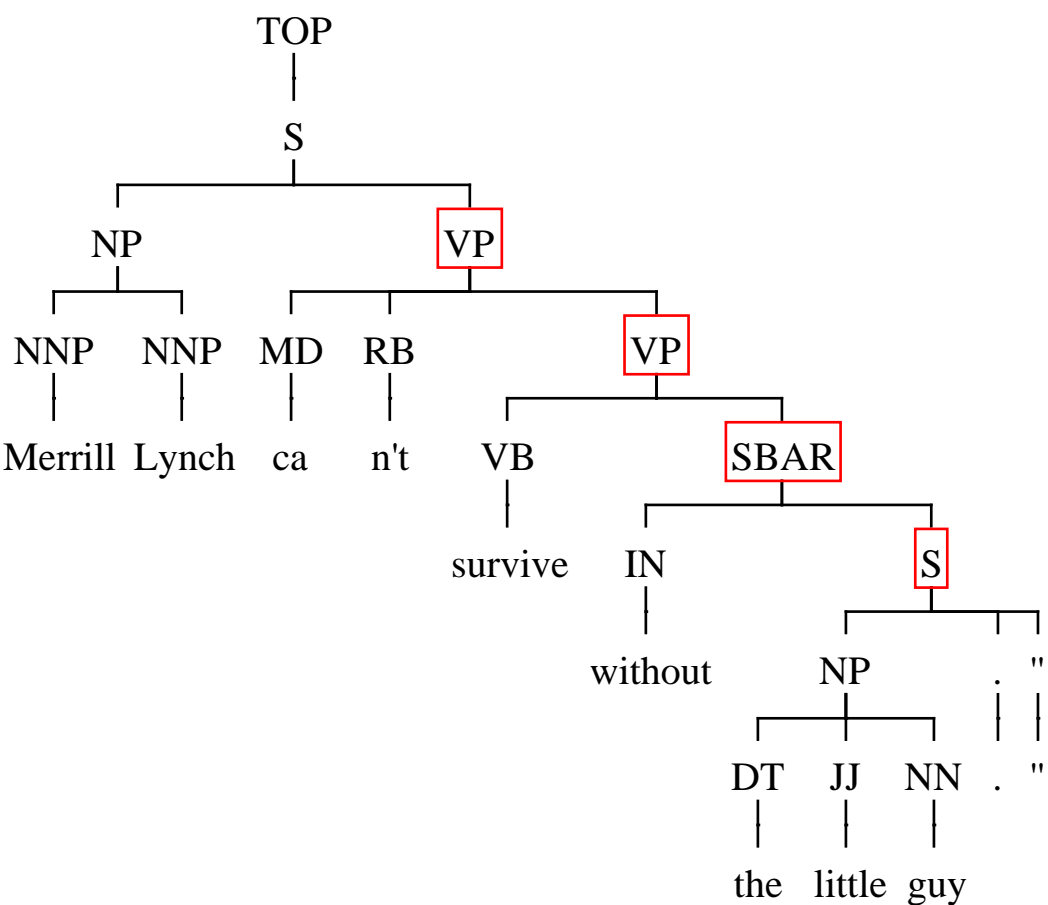 TOP
S
NP VP
NNP NNP MD RB VP
Merrill Lynch ca n't VB SBAR
survive IN S
without NP . "
DT JJ NN . "
the little guy